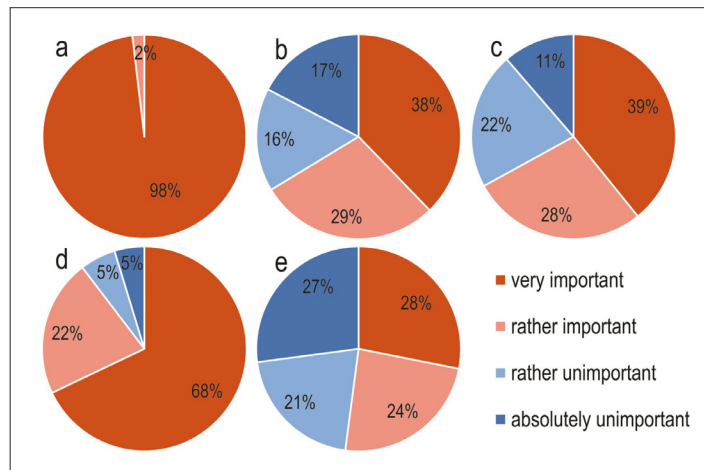 a
2%
98%
b
17%
38%
16%
29%
c
11%
39%
22%
28%
d
5%
5%
22%
68%
e
27%
28%
21%
24%
very important
rather important
rather unimportant
absolutely unimportant